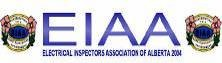 EIAA
ELECTRICAL INSPECTORS ASSOCIATION OF ALBERTA 2004